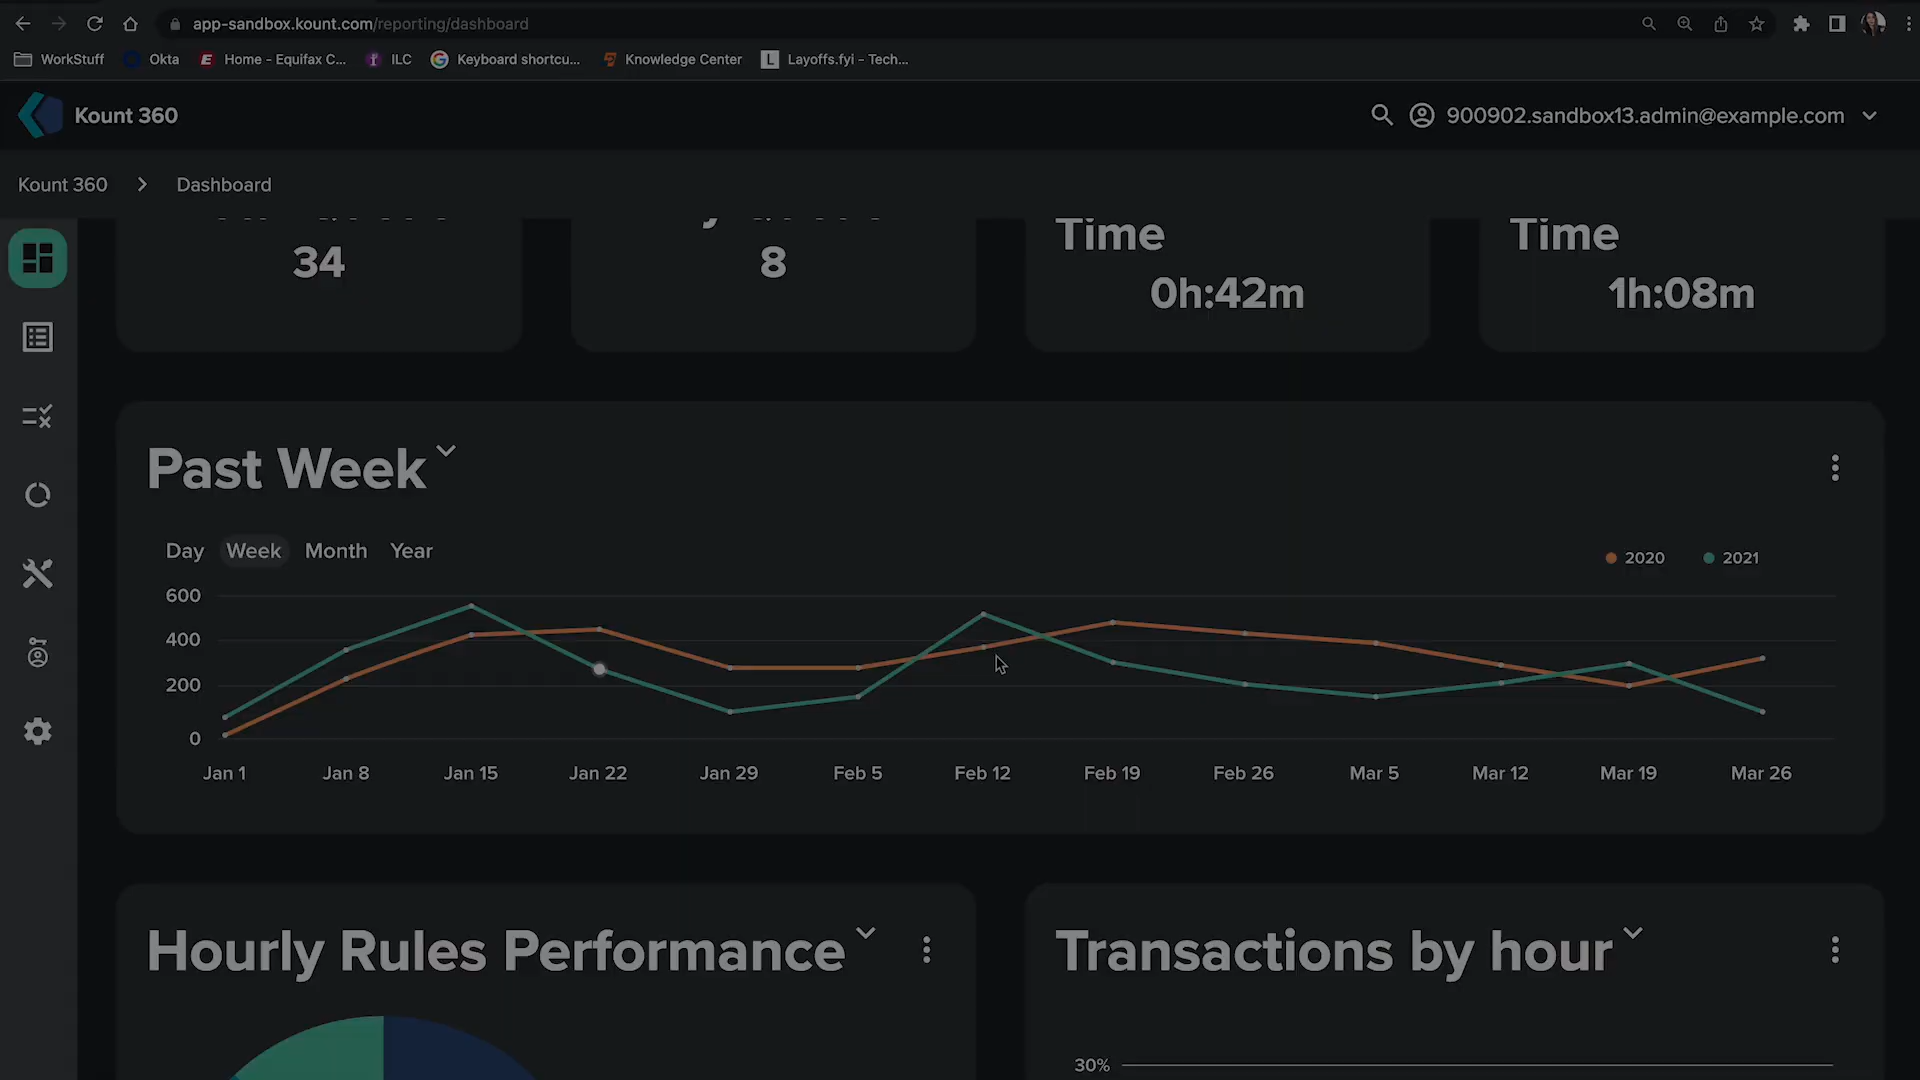 app-sandbox.kount.com/reporting/dashboard
WorkStuff Okta Home - Equifax C... ILC Keyboard shortcu... Knowledge Center Layoffs.fyi - Tech...
Kount 360
900902.sandbox13.admin@example.com
Kount 360 Dashboard
Time
Time
34
8
0h:42m
1h:08m
Past Week
Day Week Month Year
2020 2021
600
400
200
0
Jan 1 Jan 8 Jan 15 Jan 22 Jan 29 Feb 5 Feb 12 Feb 19 Feb 26 Mar 5 Mar 12 Mar 19 Mar 26
Hourly Rules Performance
Transactions by hour
30%